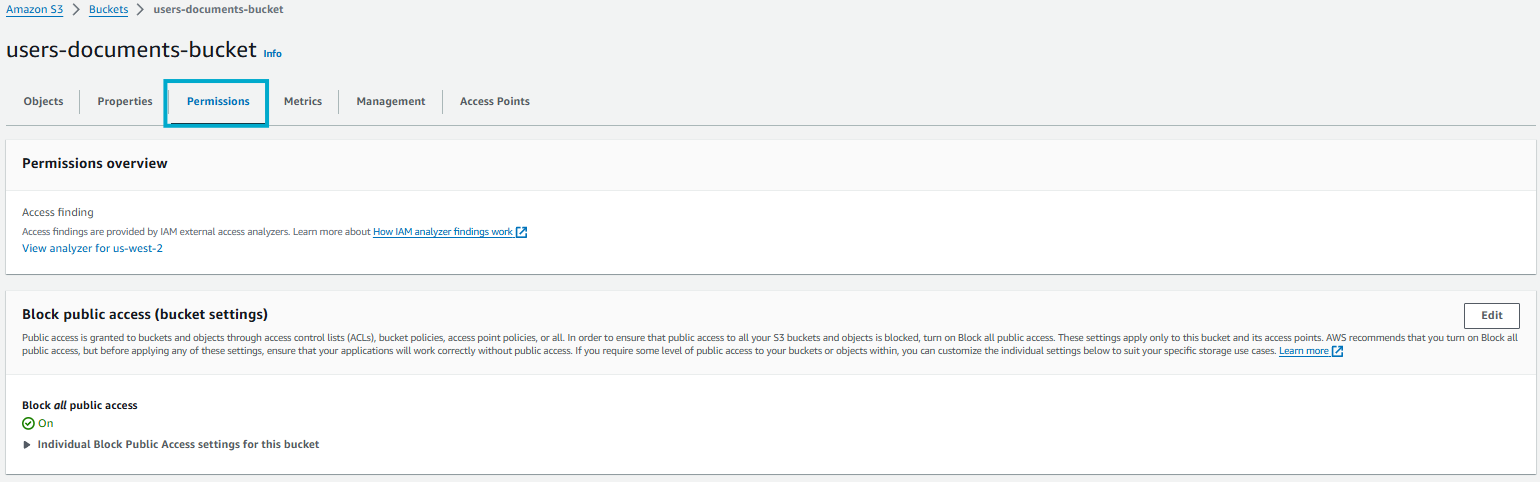 Amazon S3 > Buckets > users-documents-bucket
users-documents-bucket Info
Objects Properties Permissions Metrics Management Access Points
Permissions overview
Access finding
Access findings are provided by IAM external access analyzers. Learn more about How IAM analyzer findings work
View analyzer for us-west-2
Block public access (bucket settings)
Edit
Public access is granted to buckets and objects through access control lists (ACLs), bucket policies, access point policies, or all. In order to ensure that public access to all your S3 buckets and objects is blocked, turn on Block all public access. These settings apply only to this bucket and its access points. AWS recommends that you turn on Block all
public access, but before applying any of these settings, ensure that your applications will work correctly without public access. If you require some level of public access to your buckets or objects within, you can customize the individual settings below to suit your specific storage use cases. Learn more
Block all public access
On
Individual Block Public Access settings for this bucket